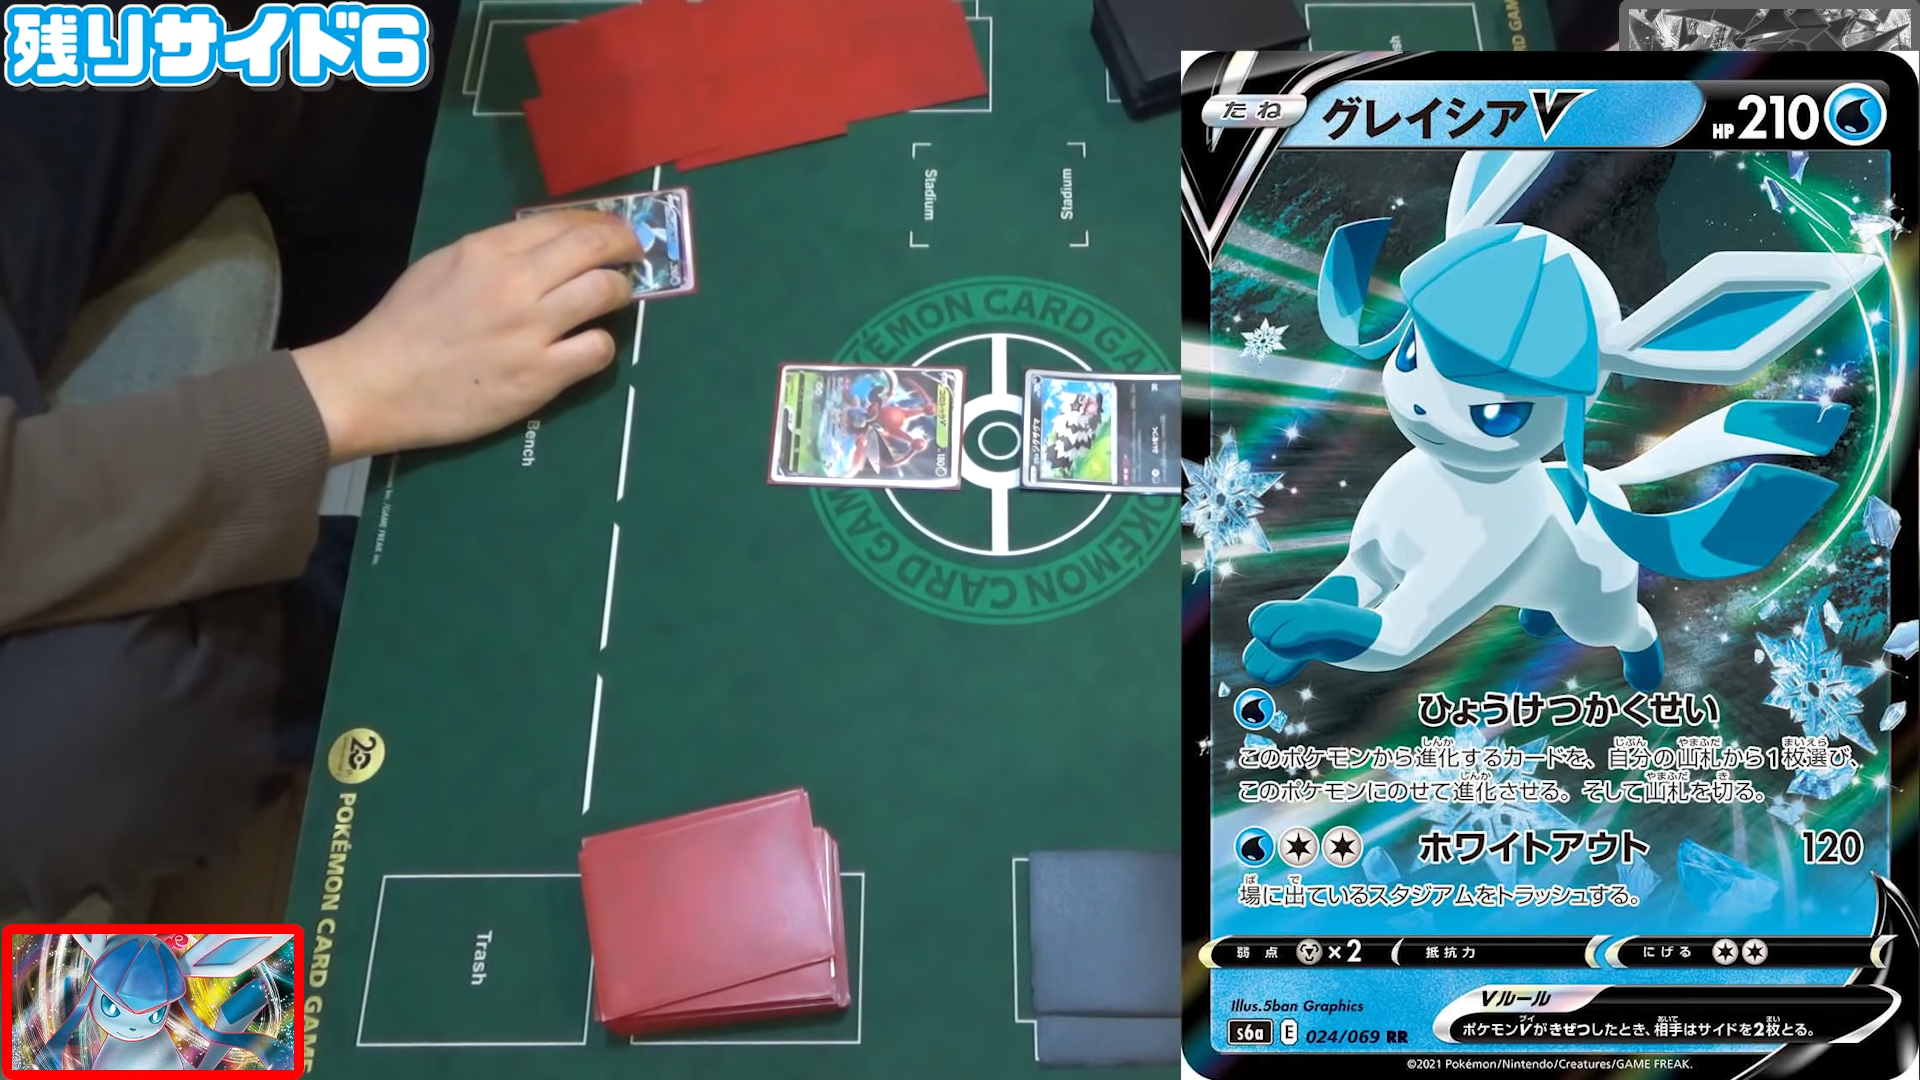 残りサイド6
Stadium
Stadium
Bench
POKÉMON CARD GAME
Trash
POKÉMON CARD GAME
たね
グレイシアV
HP210
ひょうけつかくせい
このポケモンから進化するカードを、自分の山札から1枚選び、
このポケモンにのせて進化させる。そして山札を切る。
ホワイトアウト 120
場に出ているスタジアムをトラッシュする。
弱点 ×2 抵抗力 にげる
Vルール
ポケモンVがきぜつしたとき、相手はサイドを2枚とる。
Illus.5ban Graphics
s6a E 024/069 RR
©2021 Pokémon/Nintendo/Creatures/GAME FREAK.